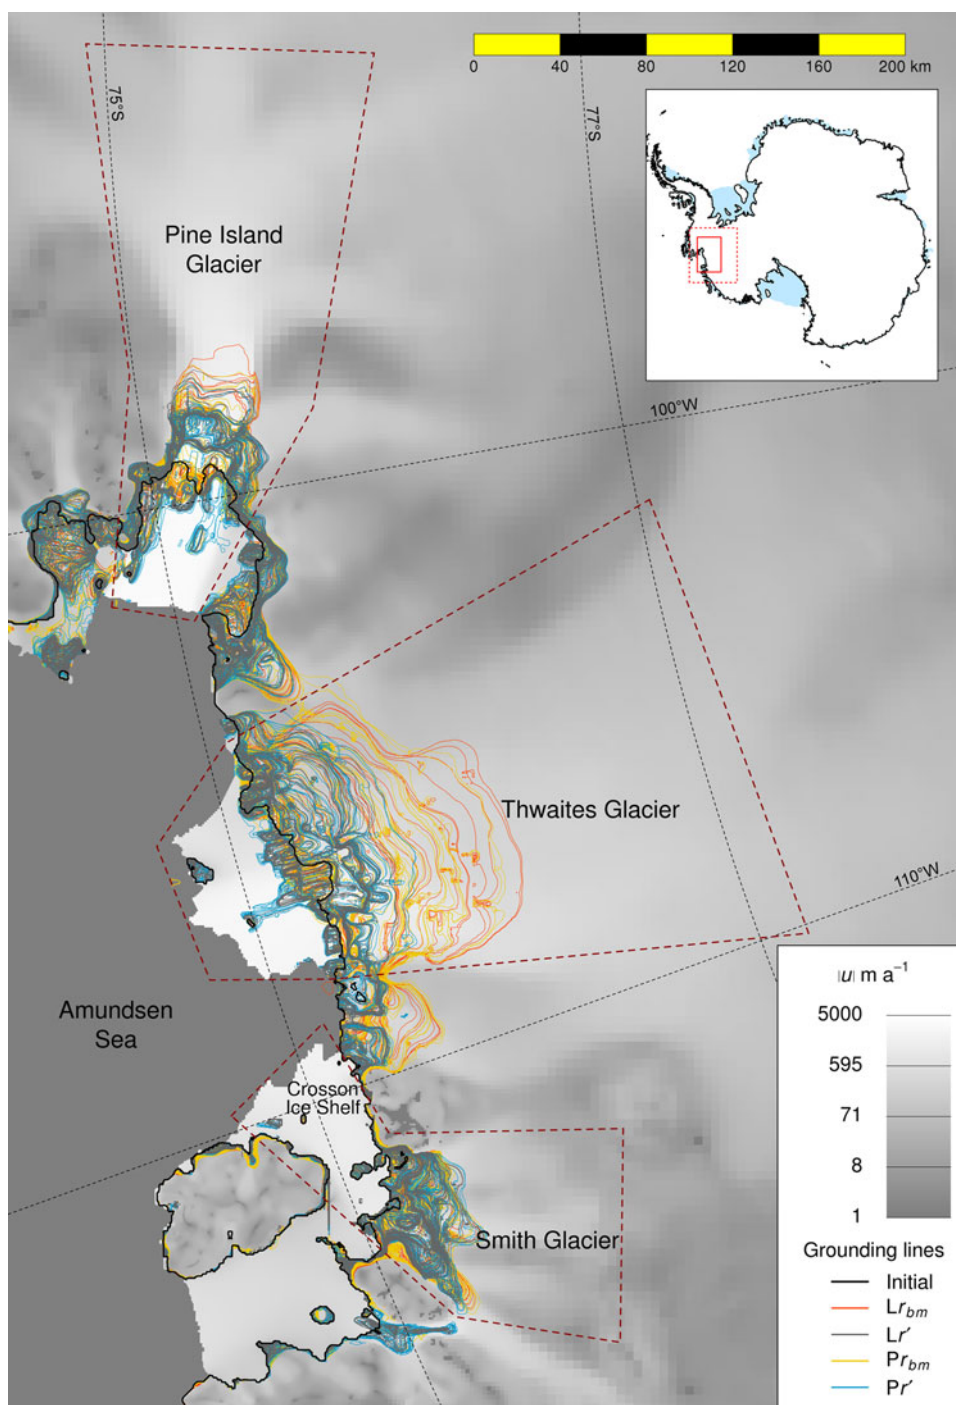 0 40 80 120 160 200 km
75°S
77°S
Pine Island
Glacier
100°W
Thwaites Glacier
110°W
Amundsen
Sea
Crosson
Ice Shelf
Smith Glacier
|u| m a⁻¹
5000
595
71
8
1
Grounding lines
Initial
Lr_bm
Lr′
Pr_bm
Pr′